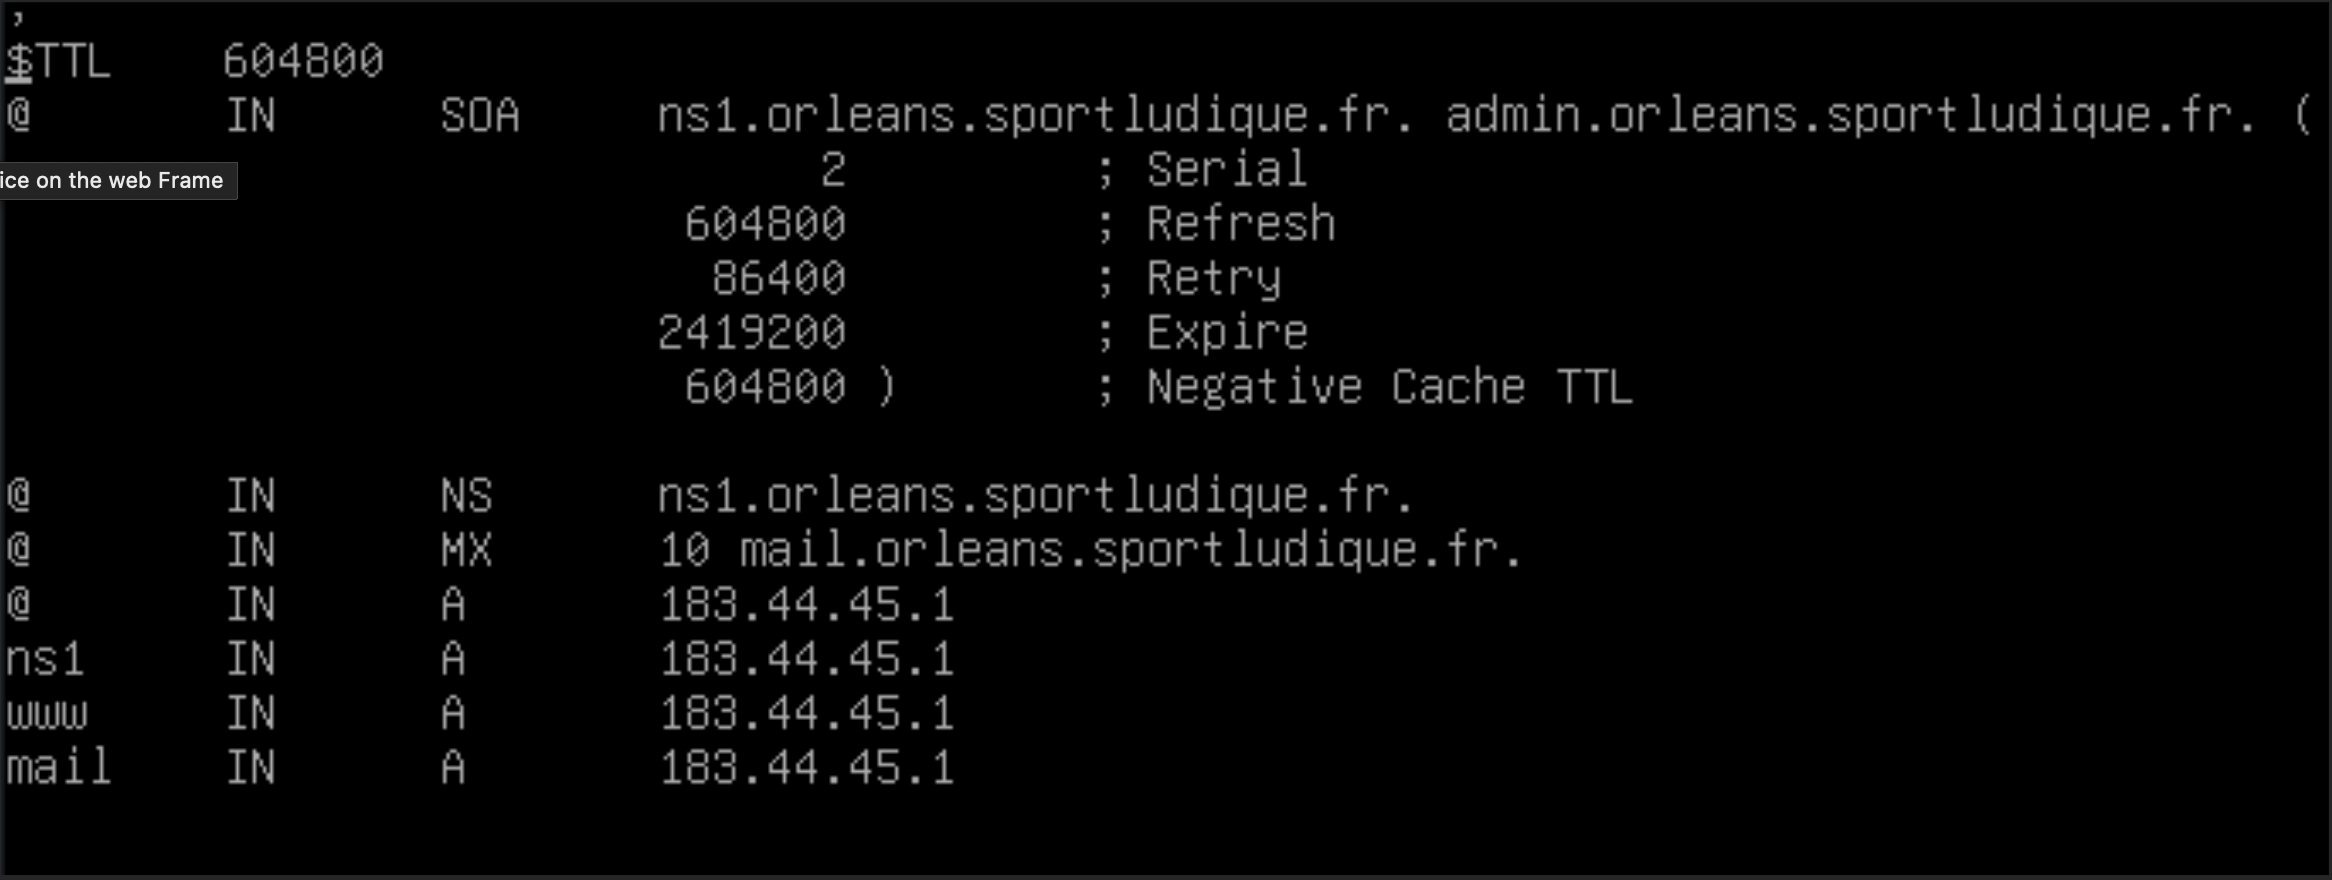 ;
$TTL 604800
@ IN SOA ns1.orleans.sportludique.fr. admin.orleans.sportludique.fr. (
2 ; Serial
ice on the web Frame
604800 ; Refresh
86400 ; Retry
2419200 ; Expire
604800 ) ; Negative Cache TTL
@ IN NS ns1.orleans.sportludique.fr.
@ IN MX 10 mail.orleans.sportludique.fr.
@ IN A 183.44.45.1
ns1 IN A 183.44.45.1
www IN A 183.44.45.1
mail IN A 183.44.45.1